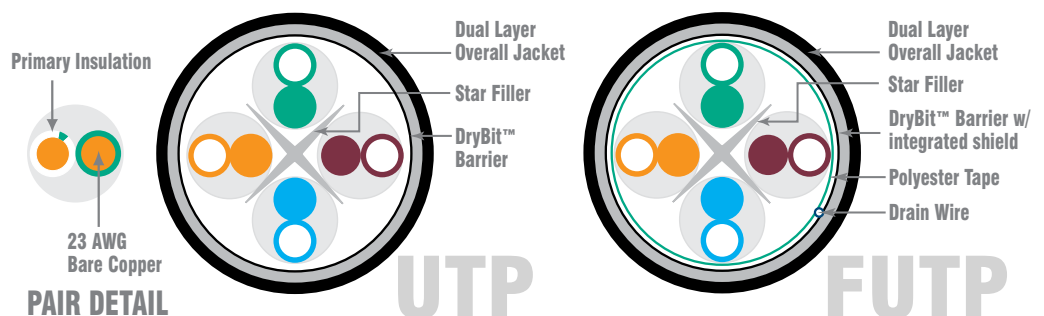 Primary Insulation
23 AWG
Bare Copper
PAIR DETAIL
Dual Layer
Overall Jacket
Star Filler
DryBit™
Barrier
UTP
Dual Layer
Overall Jacket
Star Filler
DryBit™ Barrier w/
integrated shield
Polyester Tape
Drain Wire
FUTP